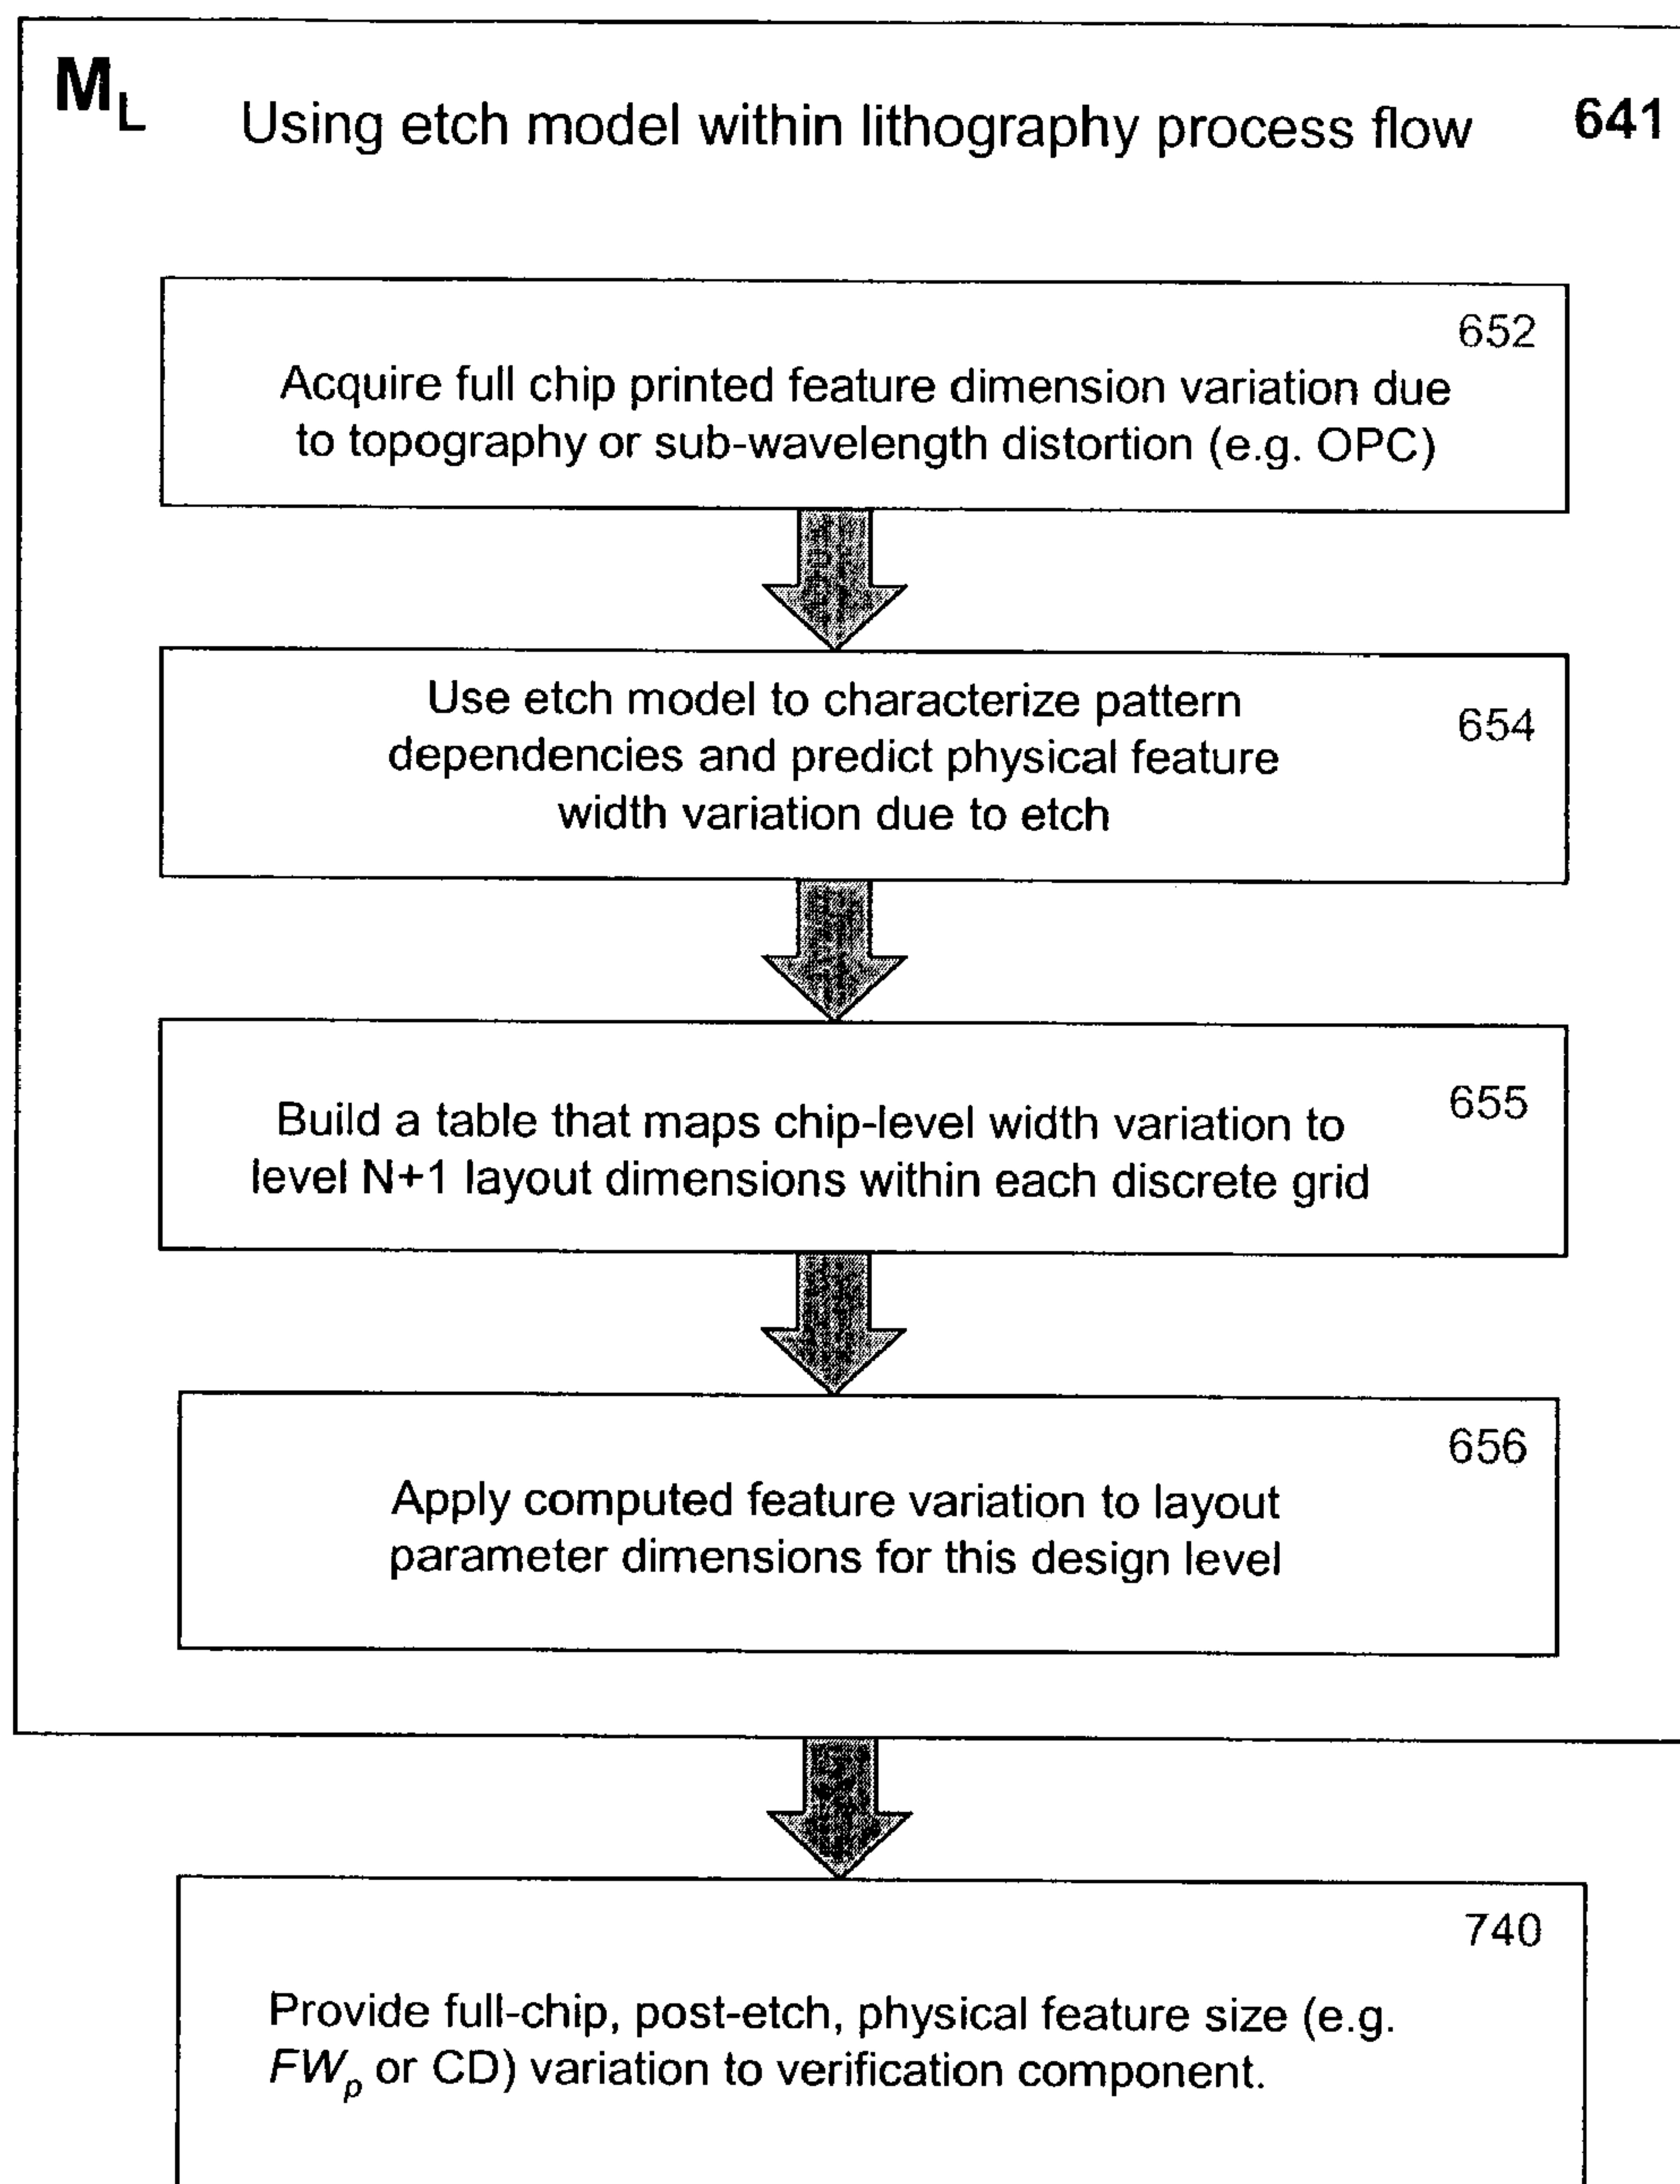 M_L Using etch model within lithography process flow 641
652
Acquire full chip printed feature dimension variation due
to topography or sub-wavelength distortion (e.g. OPC)
Use etch model to characterize pattern
654
dependencies and predict physical feature
width variation due to etch
655
Build a table that maps chip-level width variation to
level N+1 layout dimensions within each discrete grid
656
Apply computed feature variation to layout
parameter dimensions for this design level
740
Provide full-chip, post-etch, physical feature size (e.g.
FW_p or CD) variation to verification component.